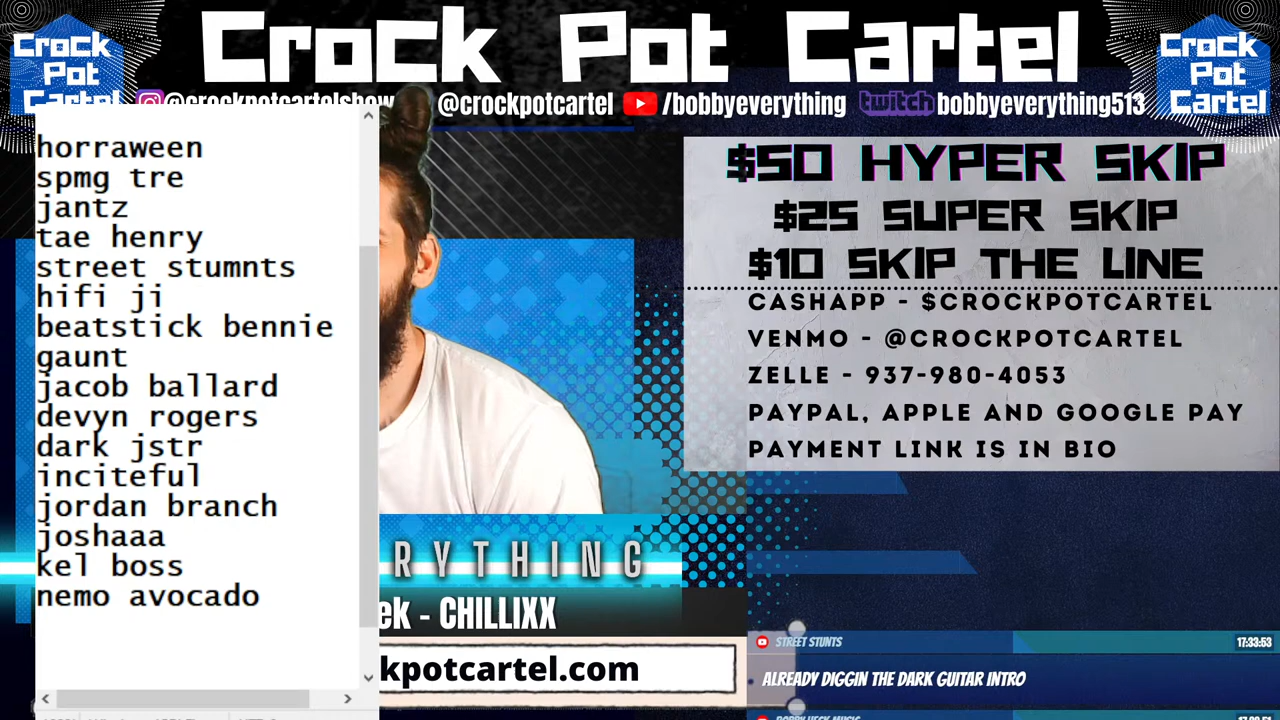 Crock Pot Cartel
Crock
Pot
Cartel
Crock
Pot
Cartel
@crockpotcartelshow
@crockpotcartel
/bobbyeverything
twitch bobbyeverything513
horraween
spmg tre
jantz
tae henry
street stumnts
hifi ji
beatstick bennie
gaunt
jacob ballard
devyn rogers
dark jstr
inciteful
jordan branch
joshaaa
kel boss
nemo avocado
$50 HYPER SKIP
$25 SUPER SKIP
$10 SKIP THE LINE
CASHAPP - $CROCKPOTCARTEL
VENMO - @CROCKPOTCARTEL
ZELLE - 937-980-4053
PAYPAL, APPLE AND GOOGLE PAY
PAYMENT LINK IS IN BIO
RYTHING
ek - CHILLIXX
kpotcartel.com
STREET STUNTS 17:33:53
ALREADY DIGGIN THE DARK GUITAR INTRO